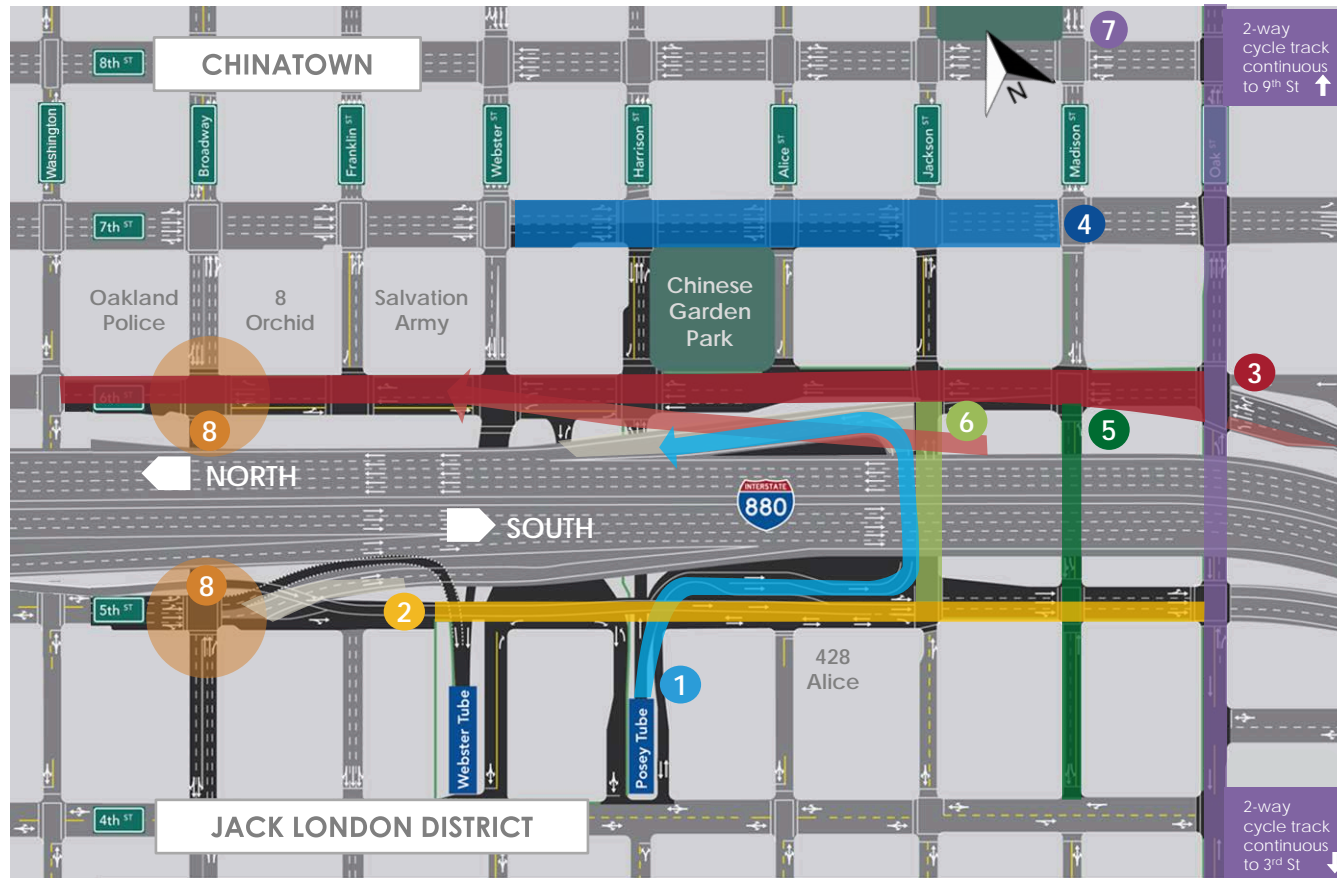 7
2-way
cycle track
continuous
to 9th St
8th ST
CHINATOWN
N
Washington
Broadway
Franklin ST
Webster ST
Harrison ST
Alice ST
Jackson ST
Madison ST
Oak ST
7th ST
4
Oakland
Police
8
Orchid
Salvation
Army
Chinese
Garden
Park
3
6th ST
8
6
5
NORTH
INTERSTATE
880
SOUTH
8
5th ST
2
428
Alice
1
Webster Tube
Posey Tube
4th ST
JACK LONDON DISTRICT
2-way
cycle track
continuous
to 3rd St